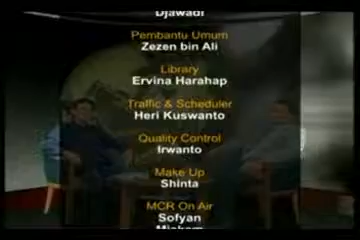 Djawadi
Pembantu Umum
Zezen bin Ali
Library
Ervina Harahap
Traffic & Scheduler
Heri Kuswanto
Quality Control
Irwanto
Make Up
Shinta
MCR On Air
Sofyan